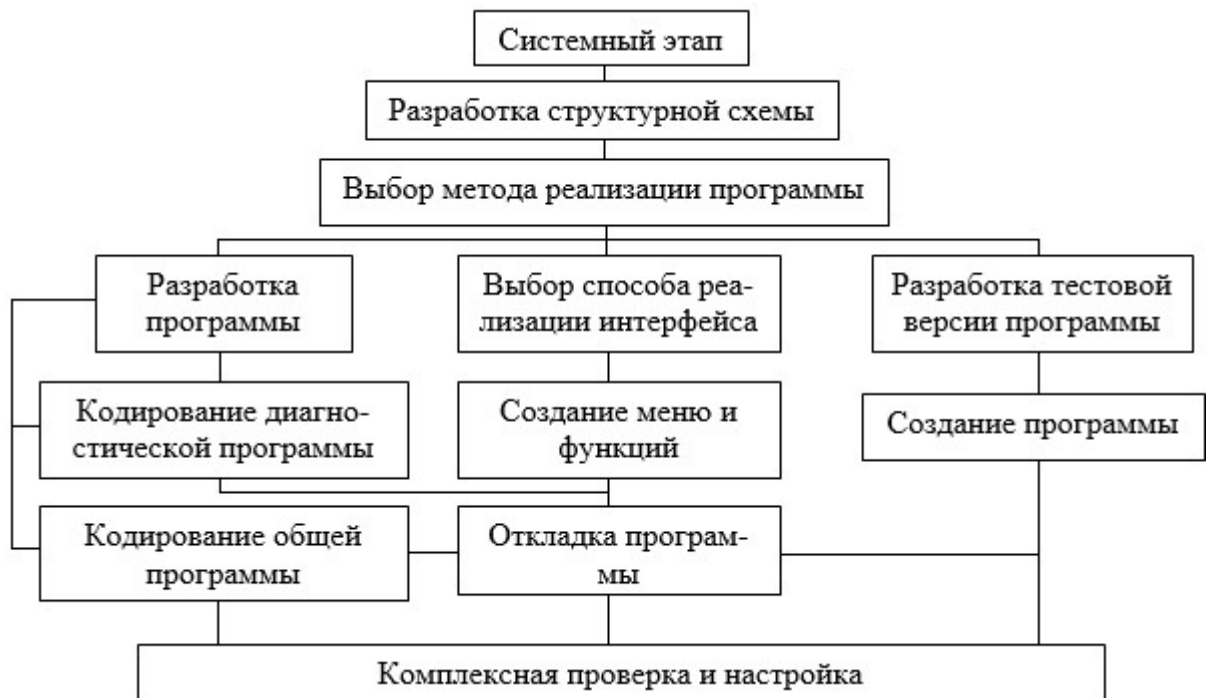 Системный этап
Разработка структурной схемы
Выбор метода реализации программы
Разработка
программы
Выбор способа реа-
лизации интерфейса
Разработка тестовой
версии программы
Кодирование диагно-
стической программы
Создание меню и
функций
Создание программы
Кодирование общей
программы
Откладка програм-
мы
Комплексная проверка и настройка